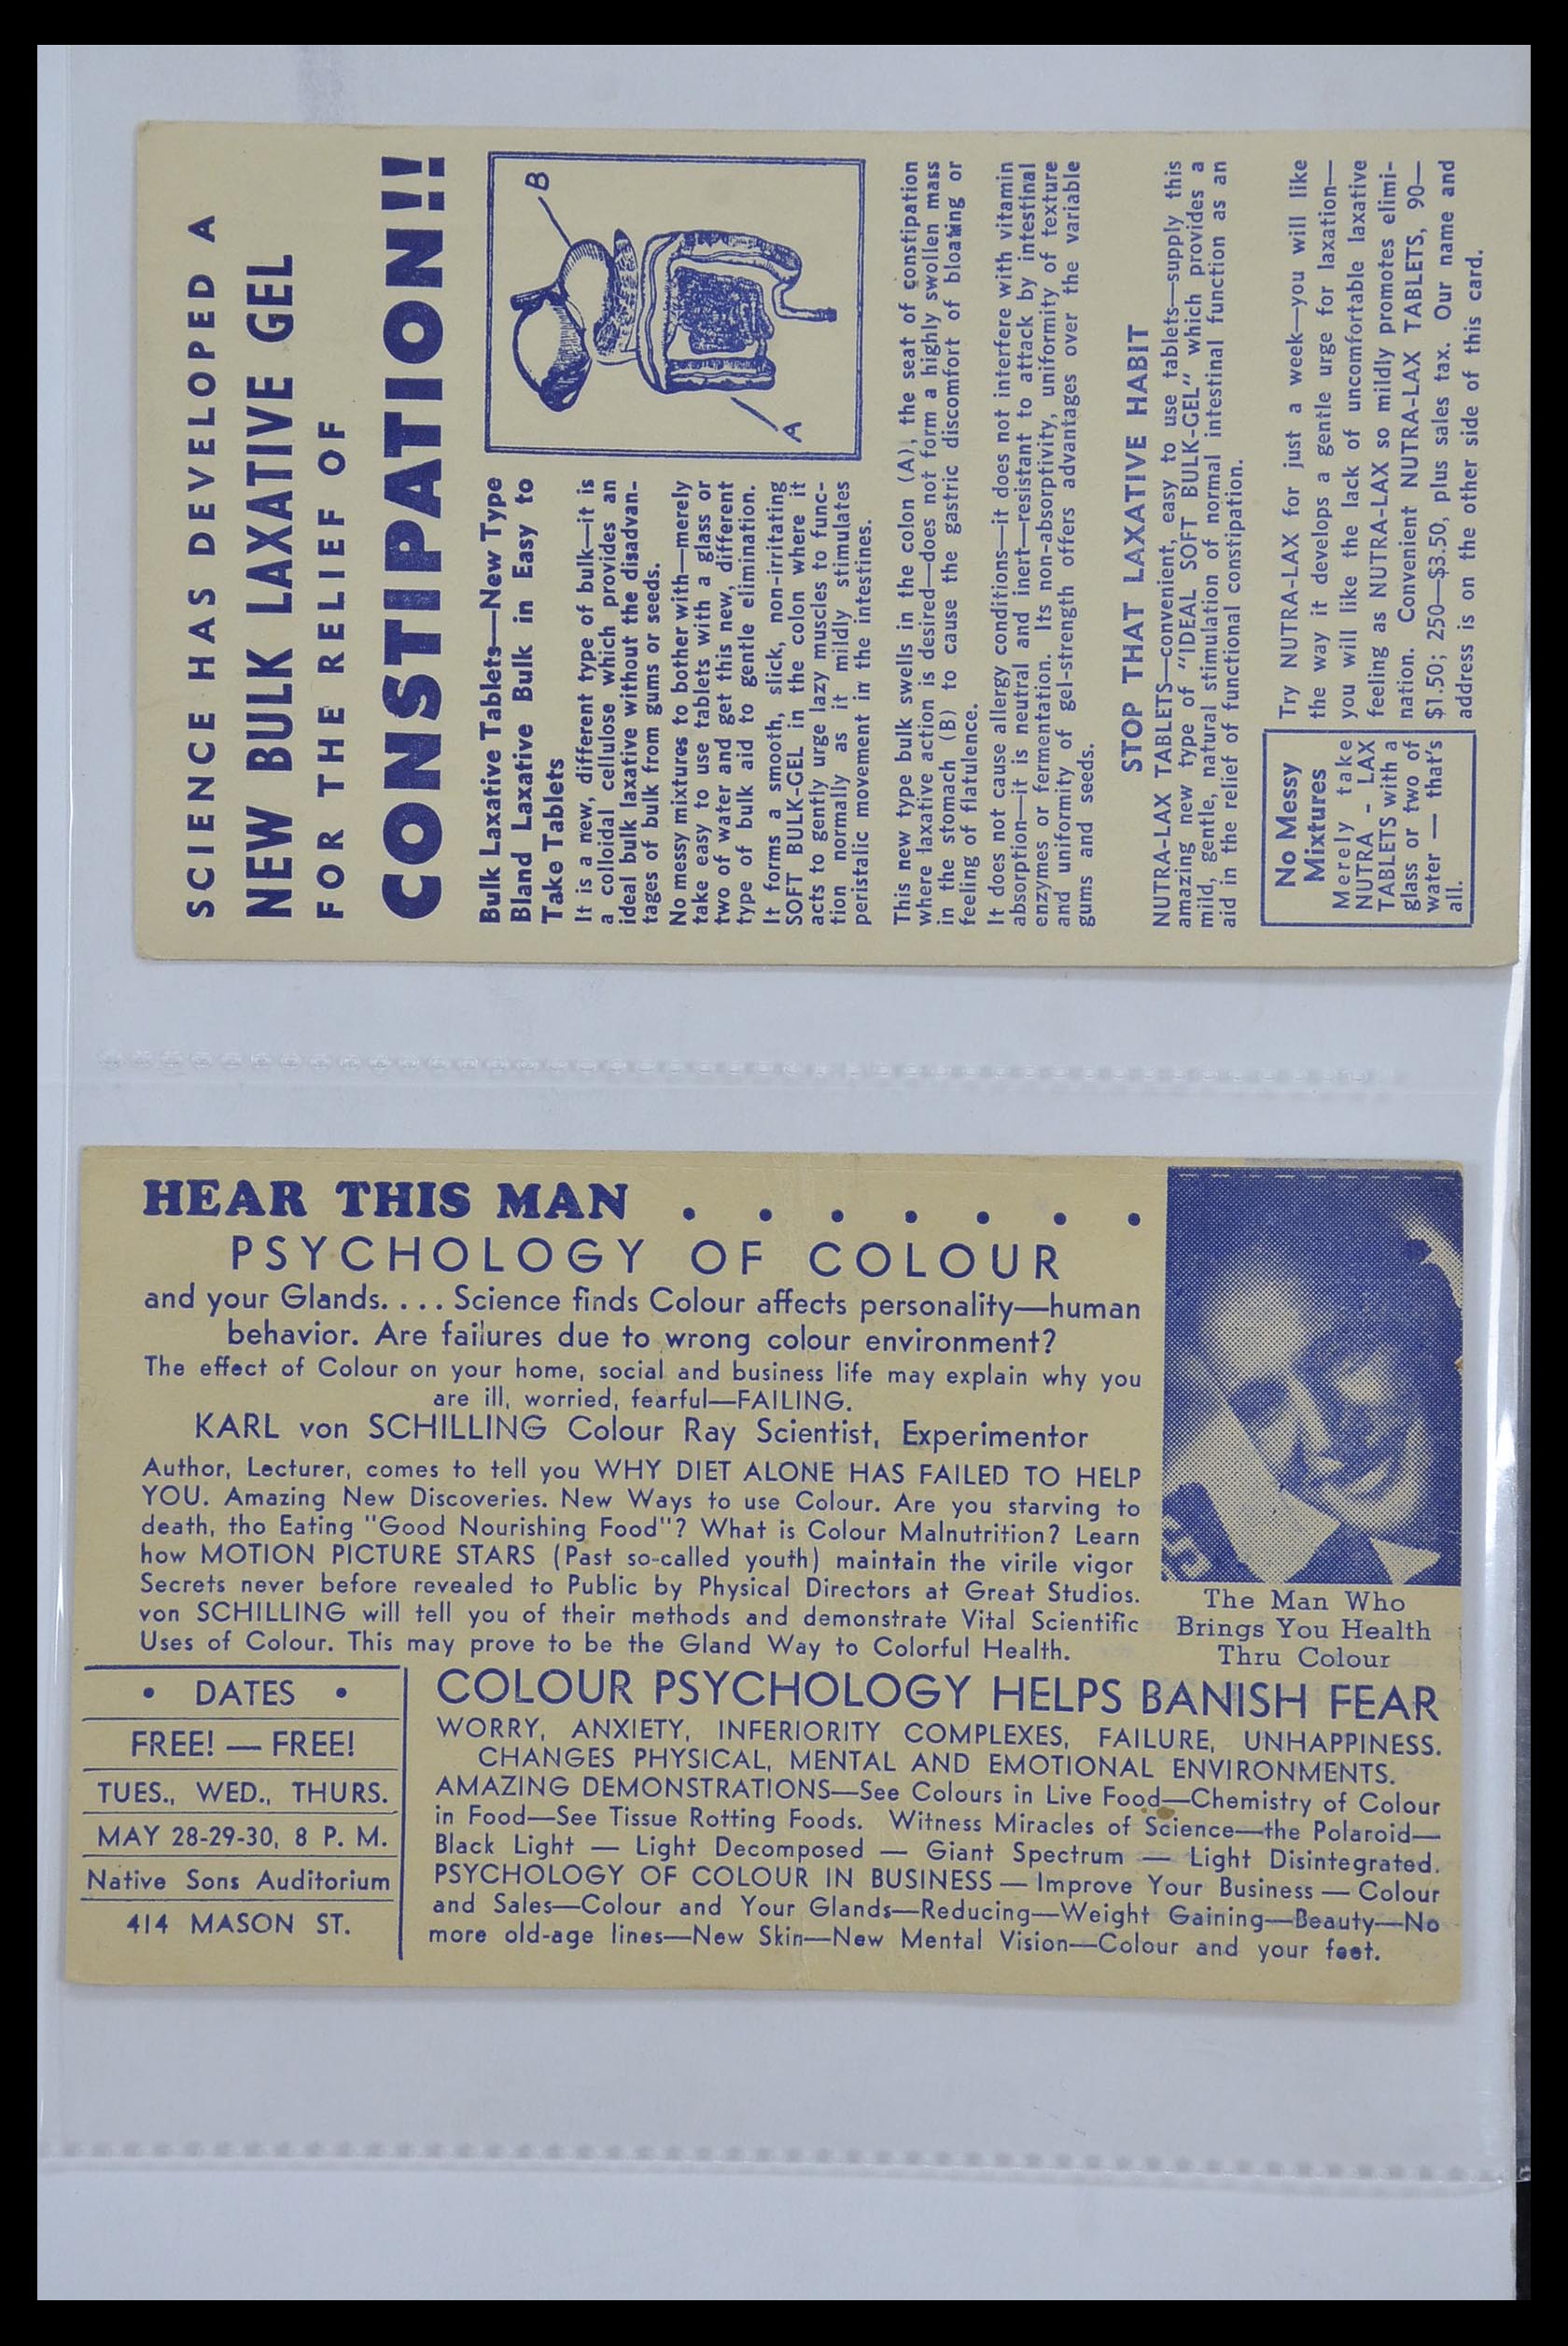 SCIENCE HAS DEVELOPED A
NEW BULK LAXATIVE GEL
FOR THE RELIEF OF
CONSTIPATION!!
Bulk Laxative Tablets—New Type
Bland Laxative Bulk in Easy to
Take Tablets
It is a new, different type of bulk—it is
a colloidal cellulose which provides an
ideal bulk laxative without the disadvan-
tages of bulk from gums or seeds.
No messy mixtures to bother with—merely
take easy to use tablets with a glass or
two of water and get this new, different
type of bulk aid to gentle elimination.
It forms a smooth, slick, non-irritating
SOFT BULK-GEL in the colon where it
acts to gently urge lazy muscles to func-
tion normally as it mildly stimulates
peristalic movement in the intestines.
B
A
This new type bulk swells in the colon (A), the seat of constipation
where laxative action is desired—does not form a highly swollen mass
in the stomach (B) to cause the gastric discomfort of bloating or
feeling of flatulence.
It does not cause allergy conditions—it does not interfere with vitamin
absorption—it is neutral and inert—resistant to attack by intestinal
enzymes or fermentation. Its non-absorptivity, uniformity of texture
and uniformity of gel-strength offers advantages over the variable
gums and seeds.
STOP THAT LAXATIVE HABIT
NUTRA-LAX TABLETS—convenient, easy to use tablets—supply this
amazing new type of "IDEAL SOFT BULK-GEL" which provides a
mild, gentle, natural stimulation of normal intestinal function as an
aid in the relief of functional constipation.
No Messy
Mixtures
Merely take
NUTRA - LAX
TABLETS with a
glass or two of
water — that's
all.
Try NUTRA-LAX for just a week—you will like
the way it develops a gentle urge for laxation—
you will like the lack of uncomfortable laxative
feeling as NUTRA-LAX so mildly promotes elimi-
nation. Convenient NUTRA-LAX TABLETS, 90—
$1.50; 250—$3.50, plus sales tax. Our name and
address is on the other side of this card.
HEAR THIS MAN . . . . . . .
PSYCHOLOGY OF COLOUR
and your Glands. . . . Science finds Colour affects personality—human
behavior. Are failures due to wrong colour environment?
The effect of Colour on your home, social and business life may explain why you
are ill, worried, fearful—FAILING.
KARL von SCHILLING Colour Ray Scientist, Experimentor
Author, Lecturer, comes to tell you WHY DIET ALONE HAS FAILED TO HELP
YOU. Amazing New Discoveries. New Ways to use Colour. Are you starving to
death, tho Eating "Good Nourishing Food"? What is Colour Malnutrition? Learn
how MOTION PICTURE STARS (Past so-called youth) maintain the virile vigor
Secrets never before revealed to Public by Physical Directors at Great Studios.
von SCHILLING will tell you of their methods and demonstrate Vital Scientific
Uses of Colour. This may prove to be the Gland Way to Colorful Health.
The Man Who
Brings You Health
Thru Colour
• DATES •
FREE! — FREE!
TUES., WED., THURS.
MAY 28-29-30, 8 P. M.
Native Sons Auditorium
414 MASON ST.
COLOUR PSYCHOLOGY HELPS BANISH FEAR
WORRY, ANXIETY, INFERIORITY COMPLEXES, FAILURE, UNHAPPINESS.
CHANGES PHYSICAL, MENTAL AND EMOTIONAL ENVIRONMENTS.
AMAZING DEMONSTRATIONS—See Colours in Live Food—Chemistry of Colour
in Food—See Tissue Rotting Foods. Witness Miracles of Science—the Polaroid—
Black Light — Light Decomposed — Giant Spectrum — Light Disintegrated.
PSYCHOLOGY OF COLOUR IN BUSINESS — Improve Your Business — Colour
and Sales—Colour and Your Glands—Reducing—Weight Gaining—Beauty—No
more old-age lines—New Skin—New Mental Vision—Colour and your feet.